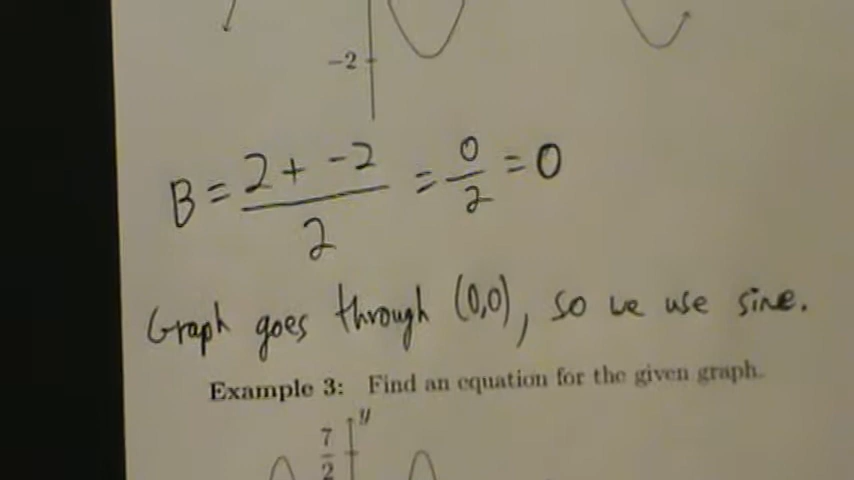 -2
B = 2 + -2 / 2 = 0/2 = 0
Graph goes through (0,0), so we use sine.
Example 3: Find an equation for the given graph.
7/2 y